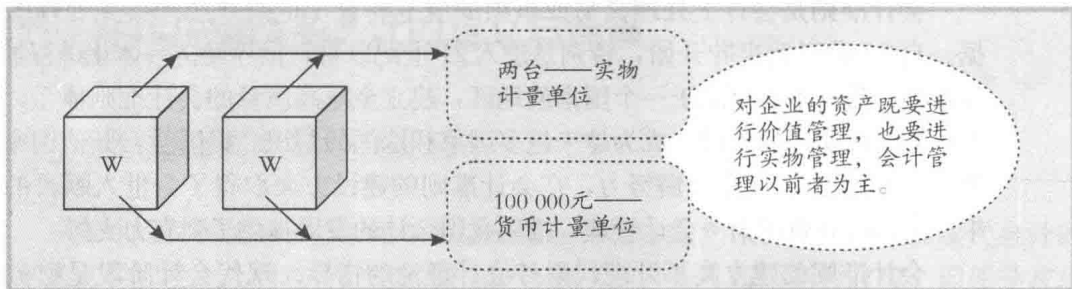 两台——实物
计量单位
W
W
100 000元——
货币计量单位
对企业的资产既要进
行价值管理，也要进
行实物管理，会计管
理以前者为主。